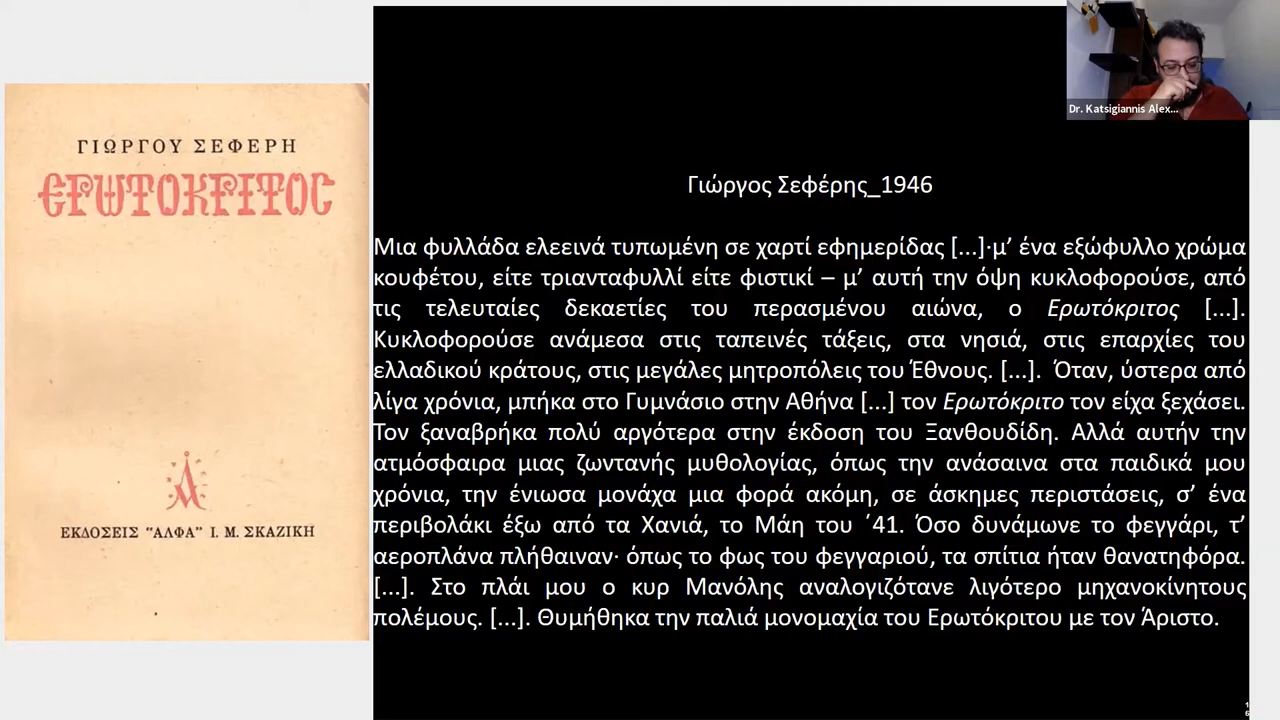 ΓΙΩΡΓΟΥ ΣΕΦΕΡΗ
ΕΡΩΤΟΚΡΙΤΟΣ
ΕΚΔΟΣΕΙΣ "ΑΛΦΑ" Ι. Μ. ΣΚΑΖΙΚΗ
Dr. Katsigiannis Alex...
Γιώργος Σεφέρης_1946
Μια φυλλάδα ελεεινά τυπωμένη σε χαρτί εφημερίδας [...]·μ’ ένα εξώφυλλο χρώμα
κουφέτου, είτε τριανταφυλλί είτε φιστικί – μ’ αυτή την όψη κυκλοφορούσε, από
τις τελευταίες δεκαετίες του περασμένου αιώνα, ο Ερωτόκριτος [...].
Κυκλοφορούσε ανάμεσα στις ταπεινές τάξεις, στα νησιά, στις επαρχίες του
ελλαδικού κράτους, στις μεγάλες μητροπόλεις του Έθνους. [...]. Όταν, ύστερα από
λίγα χρόνια, μπήκα στο Γυμνάσιο στην Αθήνα [...] τον Ερωτόκριτο τον είχα ξεχάσει.
Τον ξαναβρήκα πολύ αργότερα στην έκδοση του Ξανθουδίδη. Αλλά αυτήν την
ατμόσφαιρα μιας ζωντανής μυθολογίας, όπως την ανάσαινα στα παιδικά μου
χρόνια, την ένιωσα μονάχα μια φορά ακόμη, σε άσκημες περιστάσεις, σ’ ένα
περιβολάκι έξω από τα Χανιά, το Μάη του ’41. Όσο δυνάμωνε το φεγγάρι, τ’
αεροπλάνα πλήθαιναν· όπως το φως του φεγγαριού, τα σπίτια ήταν θανατηφόρα.
[...]. Στο πλάι μου ο κυρ Μανόλης αναλογιζότανε λιγότερο μηχανοκίνητους
πολέμους. [...]. Θυμήθηκα την παλιά μονομαχία του Ερωτόκριτου με τον Άριστο.
1
6